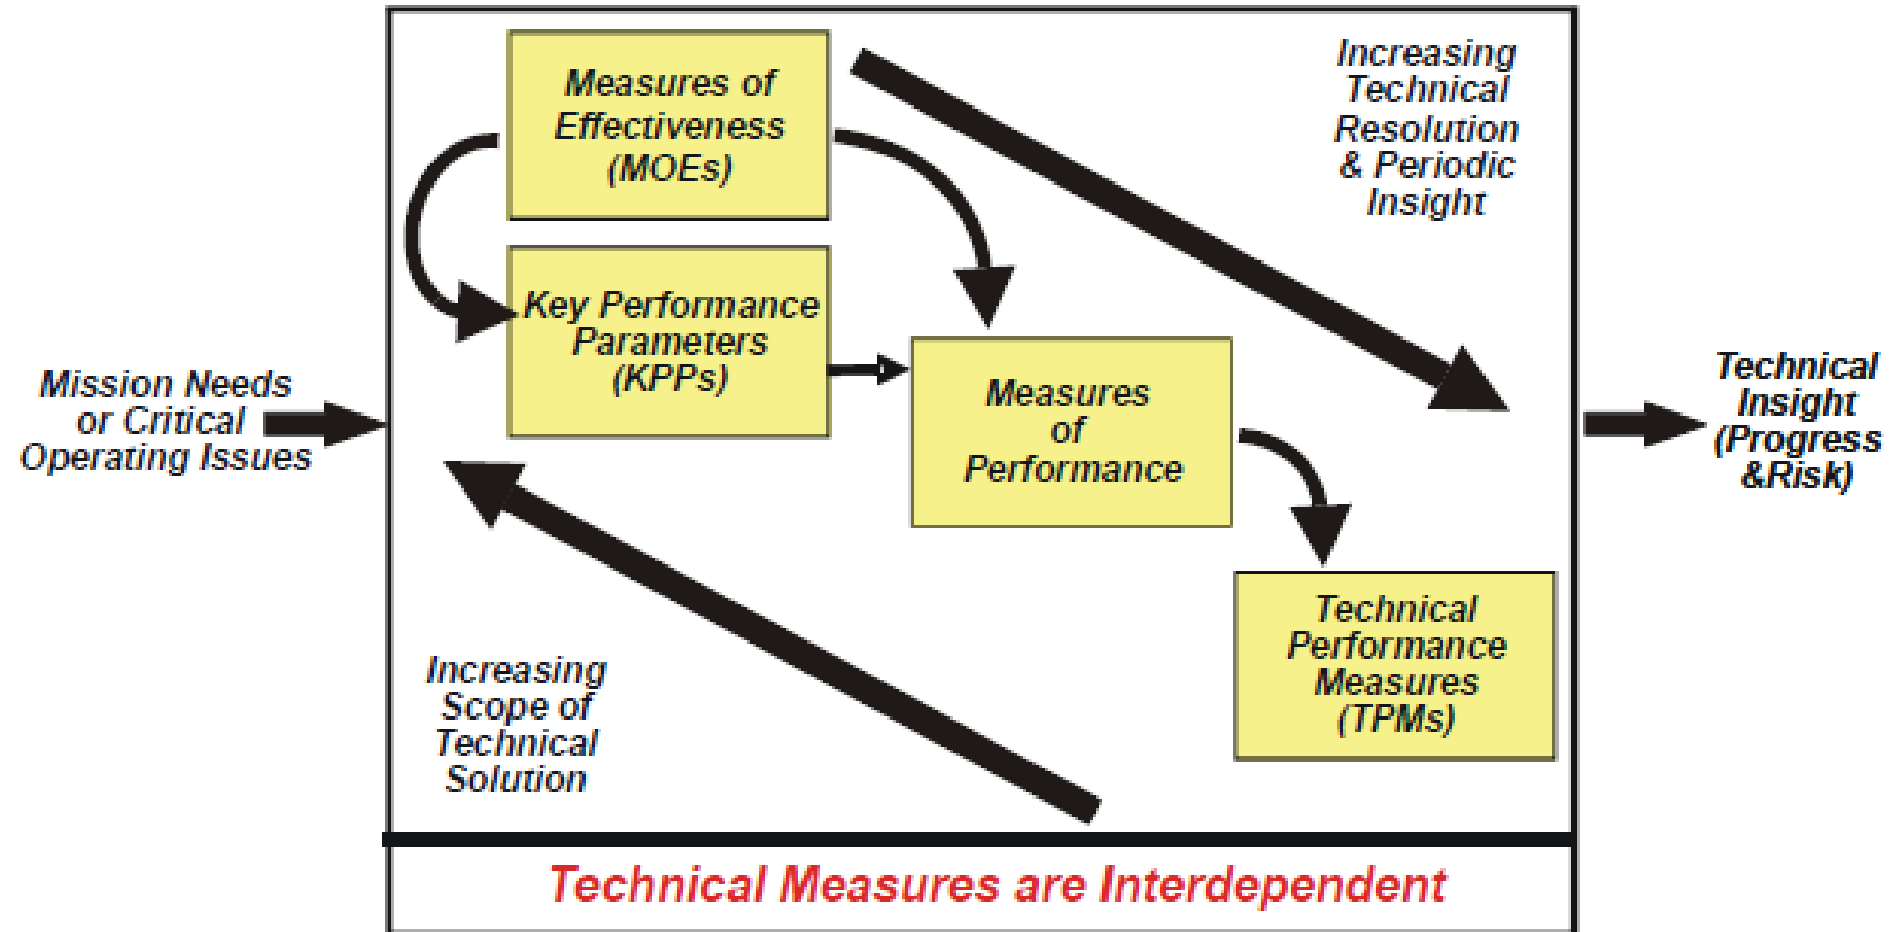 Mission Needs
or Critical
Operating Issues
Measures of
Effectiveness
(MOEs)
Key Performance
Parameters
(KPPs)
Measures
of
Performance
Technical
Performance
Measures
(TPMs)
Increasing
Technical
Resolution
& Periodic
Insight
Increasing
Scope of
Technical
Solution
Technical
Insight
(Progress
&Risk)
Technical Measures are Interdependent